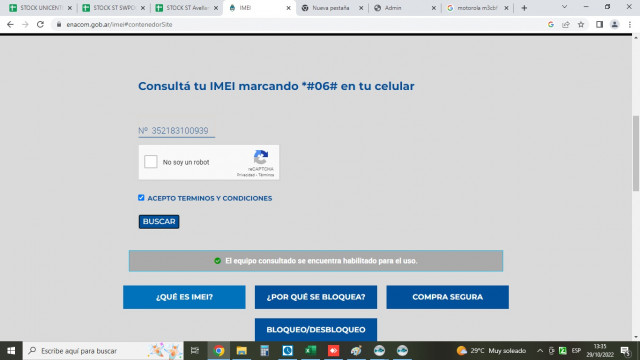 STOCK UNICENT
STOCK ST SWPO
STOCK ST Avella
IMEI
Nueva pestaña
Admin
enacom.gob.ar/imei#contenedorSite
Consultá tu IMEI marcando *#06# en tu celular
Nº 352183100939
No soy un robot
reCAPTCHA
Privacidad - Términos
ACEPTO TERMINOS Y CONDICIONES
BUSCAR
El equipo consultado se encuentra habilitado para el uso.
¿QUÉ ES IMEI?
¿POR QUÉ SE BLOQUEA?
COMPRA SEGURA
BLOQUEO/DESBLOQUEO
Escribe aquí para buscar
29°C Muy soleado
ESP
13:35
29/10/2022